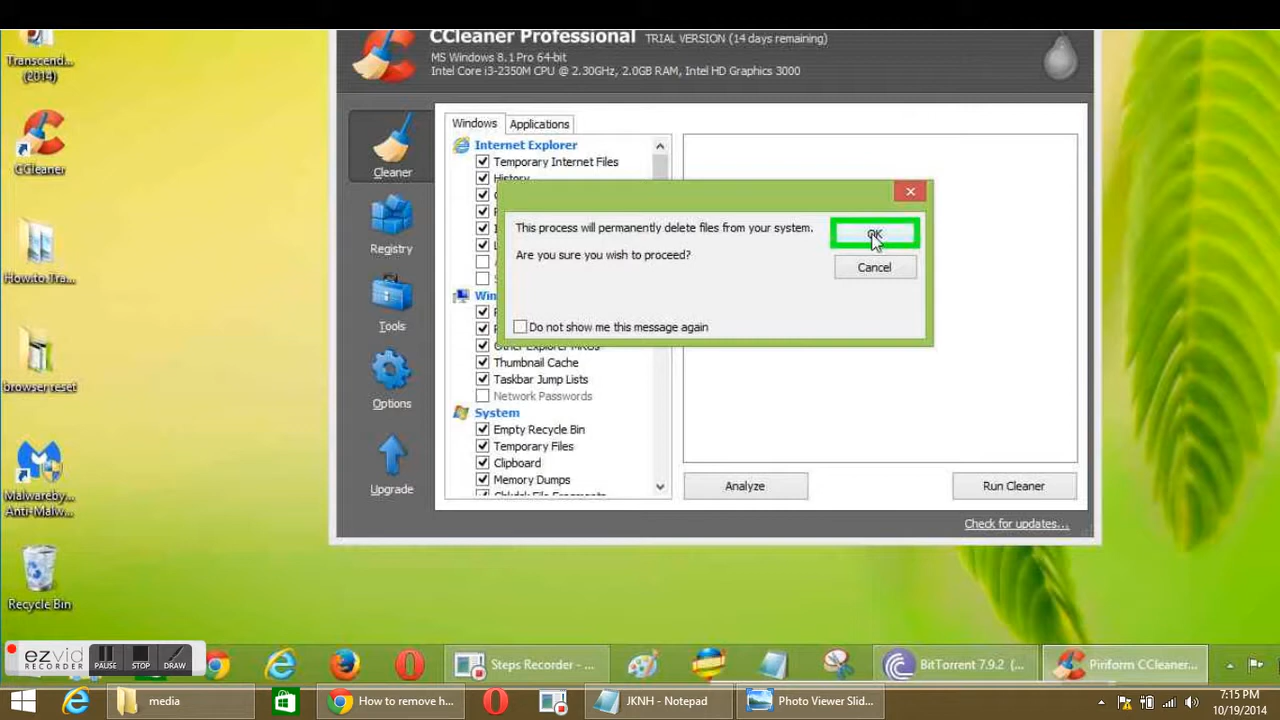 Transcend...
(2014)
CCleaner
How to Tra...
browser reset
Malwareby...
Anti-Malw...
Recycle Bin
CCleaner Professional TRIAL VERSION (14 days remaining)
MS Windows 8.1 Pro 64-bit
Intel Core i3-2350M CPU @ 2.30GHz, 2.0GB RAM, Intel HD Graphics 3000
Cleaner
Registry
Tools
Options
Upgrade
Windows Applications
Internet Explorer
Temporary Internet Files
History
This process will permanently delete files from your system.
Are you sure you wish to proceed?
OK
Cancel
Do not show me this message again
Win
Thumbnail Cache
Taskbar Jump Lists
Network Passwords
System
Empty Recycle Bin
Temporary Files
Clipboard
Memory Dumps
Analyze
Run Cleaner
Check for updates...
ezvid
RECORDER
PAUSE
STOP
DRAW
Steps Recorder - ...
BitTorrent 7.9.2 (...
Piriform CCleaner...
media
How to remove h...
JKNH - Notepad
Photo Viewer Slid...
7:15 PM
10/19/2014